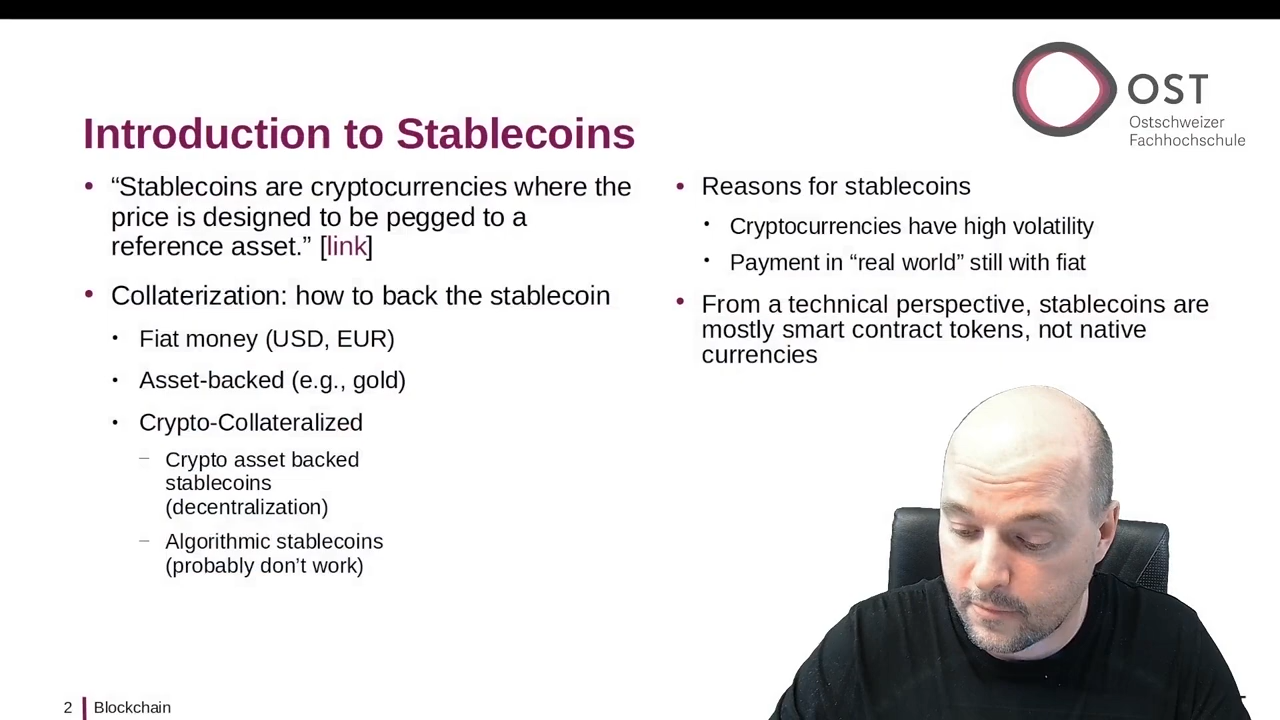 OST
Ostschweizer
Fachhochschule
Introduction to Stablecoins
• “Stablecoins are cryptocurrencies where the
price is designed to be pegged to a
reference asset.” [link]
• Collaterization: how to back the stablecoin
• Fiat money (USD, EUR)
• Asset-backed (e.g., gold)
• Crypto-Collateralized
– Crypto asset backed
stablecoins
(decentralization)
– Algorithmic stablecoins
(probably don’t work)
• Reasons for stablecoins
• Cryptocurrencies have high volatility
• Payment in “real world” still with fiat
• From a technical perspective, stablecoins are
mostly smart contract tokens, not native
currencies
2 Blockchain